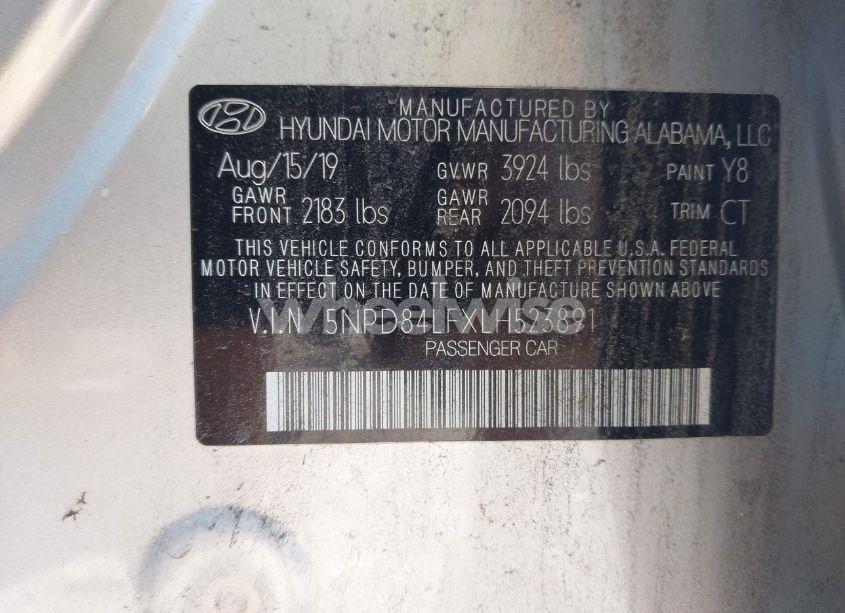 MANUFACTURED BY
HYUNDAI MOTOR MANUFACTURING ALABAMA, LLC
Aug/15/19 GVWR 3924 lbs PAINT Y8
GAWR FRONT 2183 lbs GAWR REAR 2094 lbs TRIM CT
THIS VEHICLE CONFORMS TO ALL APPLICABLE U.S.A. FEDERAL
MOTOR VEHICLE SAFETY, BUMPER, AND THEFT PREVENTION STANDARDS
IN EFFECT ON THE DATE OF MANUFACTURE SHOWN ABOVE.
V.I.N 5NPD84LFXLH523891
wheelwise
PASSENGER CAR